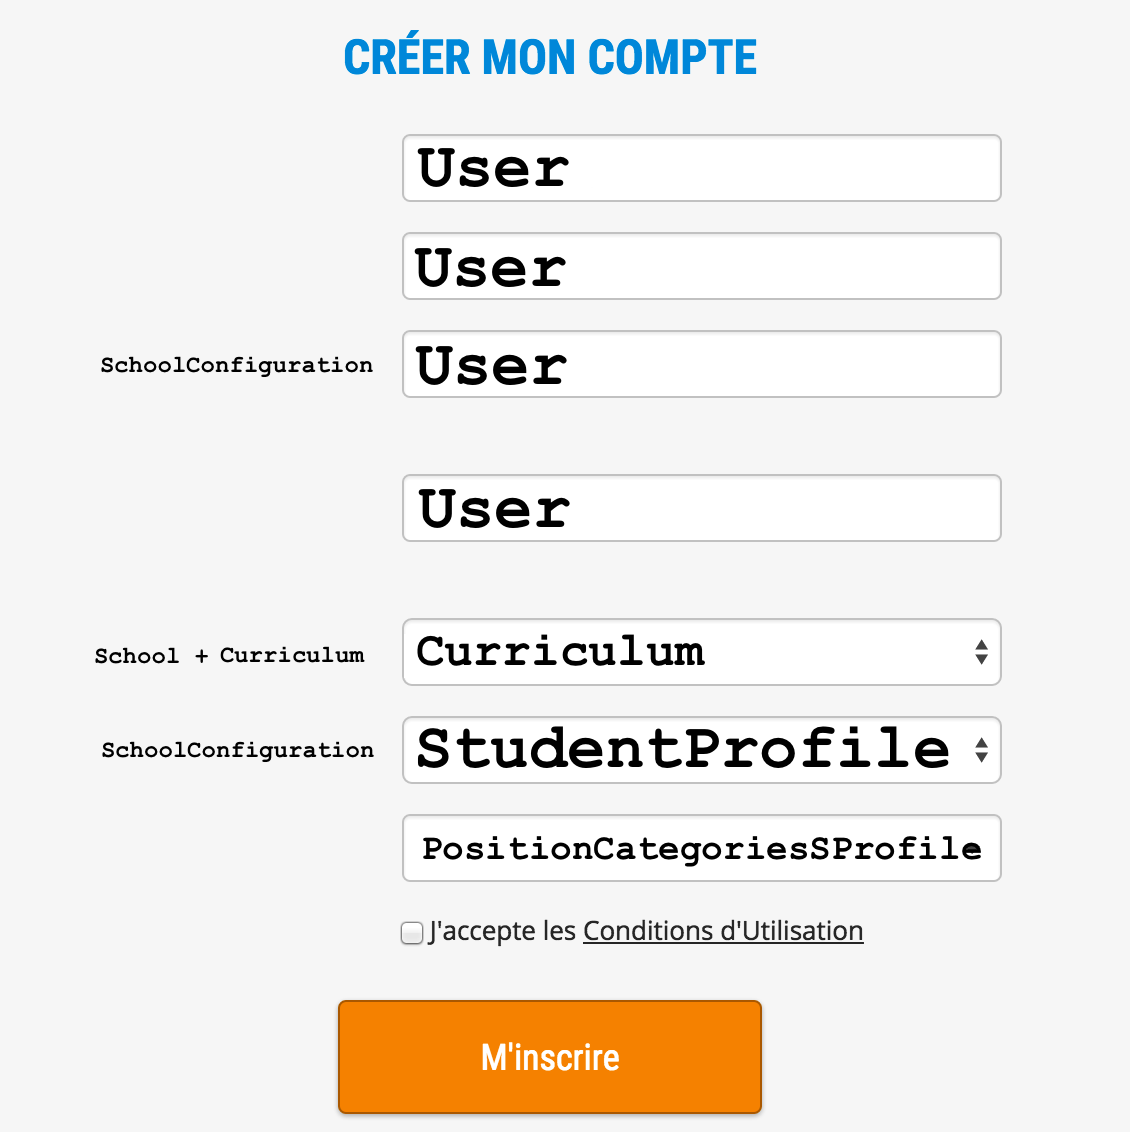 CRÉER MON COMPTE
User
User
SchoolConfiguration User
User
School + Curriculum Curriculum
SchoolConfiguration StudentProfile
PositionCategoriesSProfile
J'accepte les Conditions d'Utilisation
M'inscrire